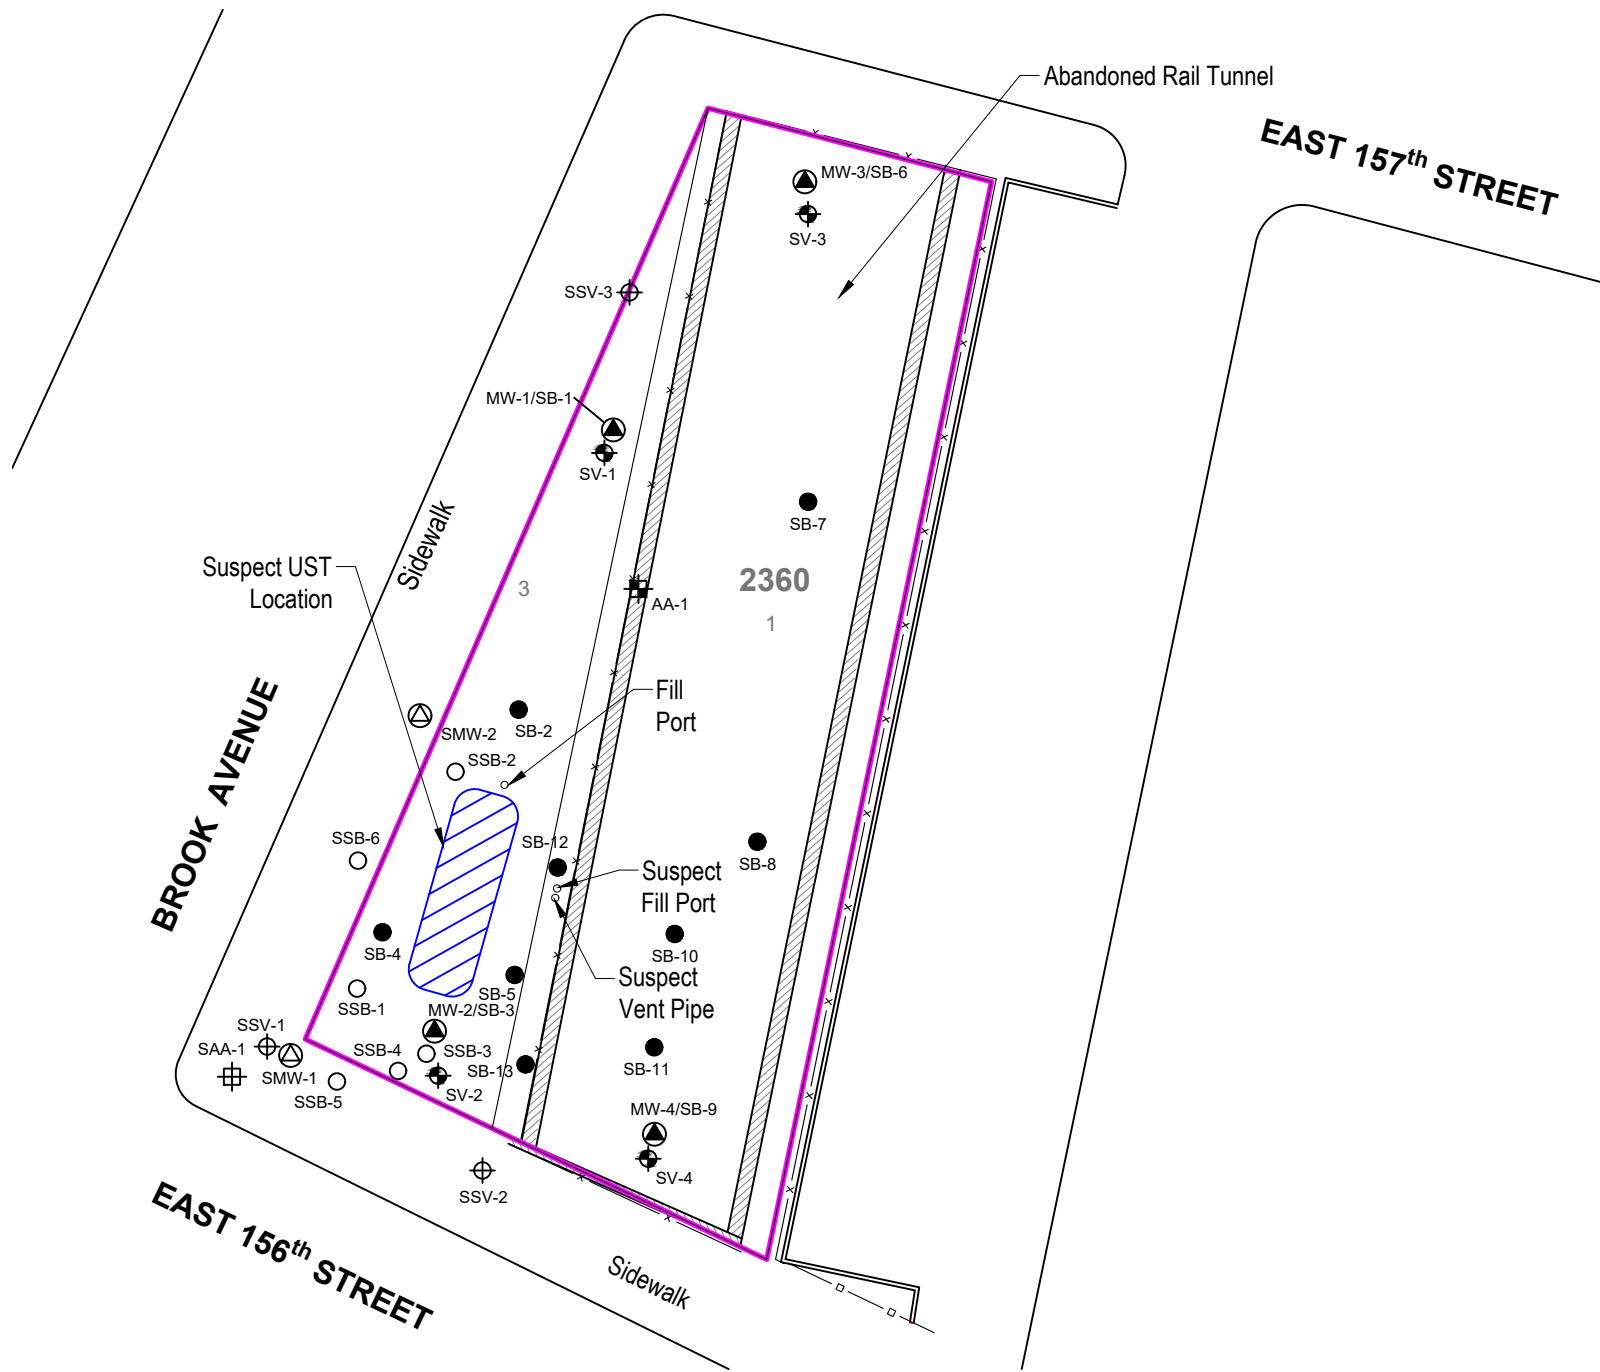 Abandoned Rail Tunnel
EAST 157th STREET
MW-3/SB-6
SV-3
SSV-3
MW-1/SB-1
SV-1
Sidewalk
SB-7
Suspect UST
Location
3
2360
1
AA-1
Fill
Port
SB-2
SMW-2
SSB-2
BROOK AVENUE
SSB-6
SB-12
SB-8
Suspect
Fill Port
SB-4
SB-10
SB-5
Suspect
Vent Pipe
SSB-1
MW-2/SB-3
SSV-1
SAA-1
SMW-1
SSB-5
SSB-4
SSB-3
SB-13
SV-2
SB-11
MW-4/SB-9
SV-4
SSV-2
EAST 156th STREET
Sidewalk